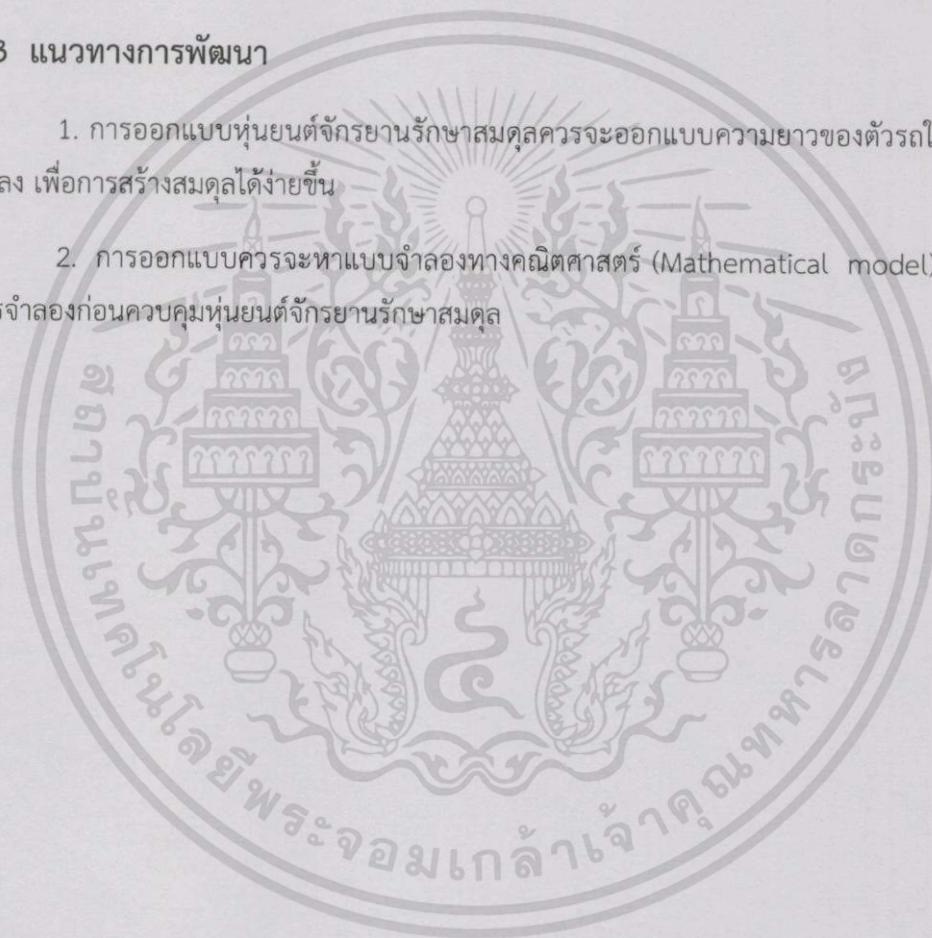 3 แนวทางการพัฒนา
1. การออกแบบหุ่นยนต์จักรยานรักษาสมดุลควรจะออกแบบความยาวของตัวรถใ
ลง เพื่อการสร้างสมดุลได้ง่ายขึ้น
2. การออกแบบควรจะหาแบบจำลองทางคณิตศาสตร์ (Mathematical model)
รจำลองก่อนควบคุมหุ่นยนต์จักรยานรักษาสมดุล
๔
สถาบันเทคโนโลยีพระจอมเกล้าเจ้าคุณทหารลาดกระบัง